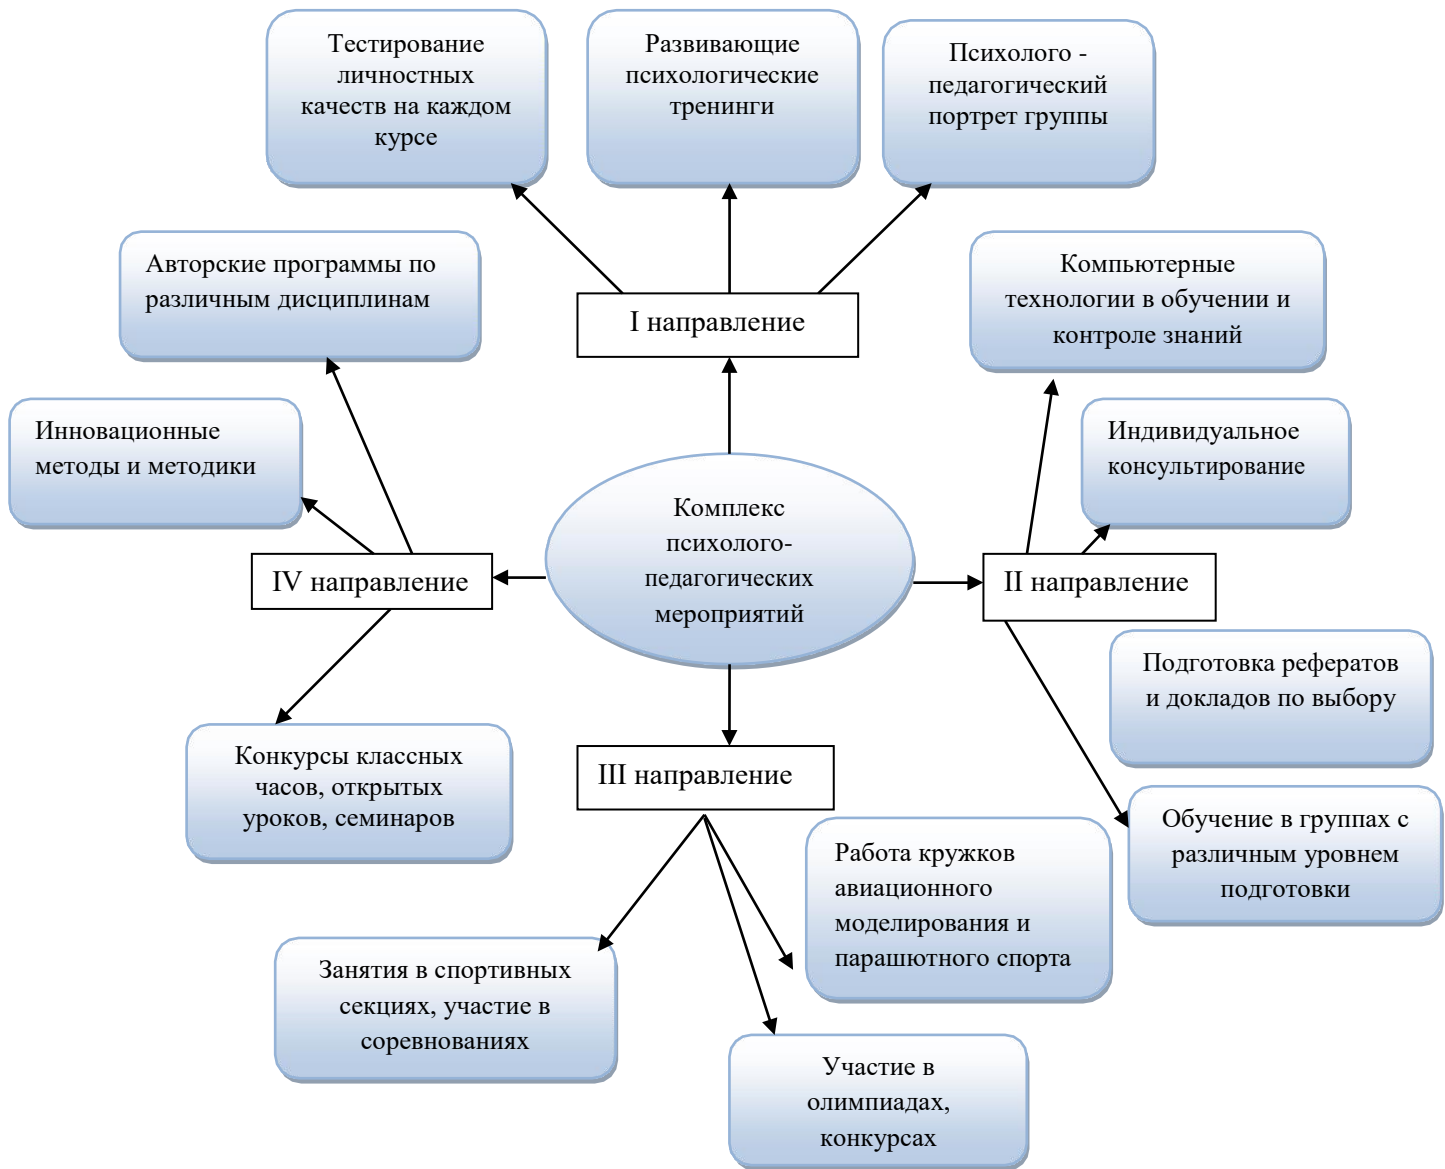 Тестирование
личностных
качеств на каждом
курсе
Развивающие
психологические
тренинги
Психолого -
педагогический
портрет группы
Авторские программы по
различным дисциплинам
I направление
Компьютерные
технологии в обучении и
контроле знаний
Инновационные
методы и методики
Индивидуальное
консультирование
Комплекс
психолого-
педагогических
мероприятий
IV направление
II направление
Подготовка рефератов
и докладов по выбору
Конкурсы классных
часов, открытых
уроков, семинаров
III направление
Обучение в группах с
различным уровнем
подготовки
Работа кружков
авиационного
моделирования и
парашютного спорта
Занятия в спортивных
секциях, участие в
соревнованиях
Участие в
олимпиадах,
конкурсах